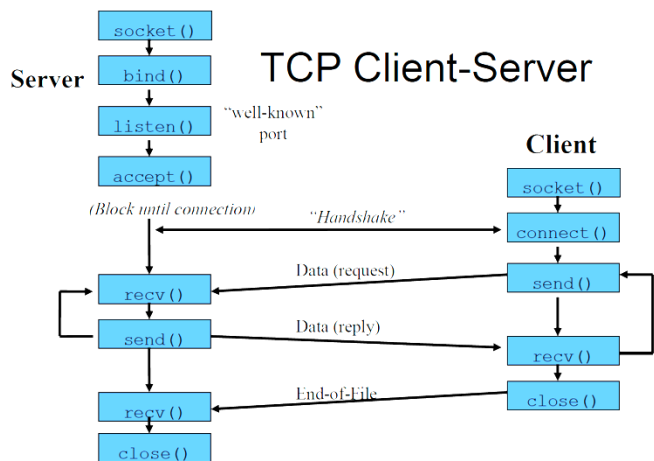 TCP Client-Server
Server
socket()
bind()
listen()
"well-known"
port
accept()
(Block until connection)
Client
socket()
"Handshake"
connect()
Data (request)
send()
recv()
Data (reply)
send()
recv()
End-of-File
close()
recv()
close()